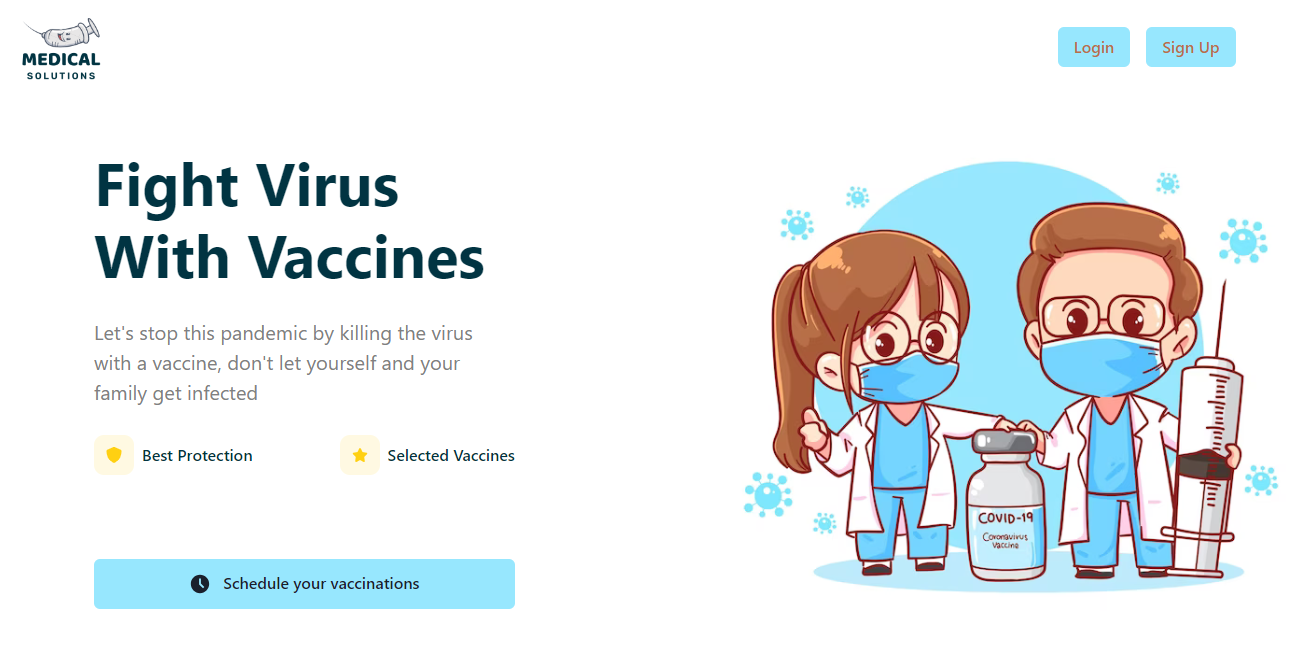 MEDICAL
SOLUTIONS
Login
Sign Up
Fight Virus
With Vaccines
Let's stop this pandemic by killing the virus
with a vaccine, don't let yourself and your
family get infected
Best Protection
Selected Vaccines
Schedule your vaccinations
COVID-19
Coronavirus
Vaccine